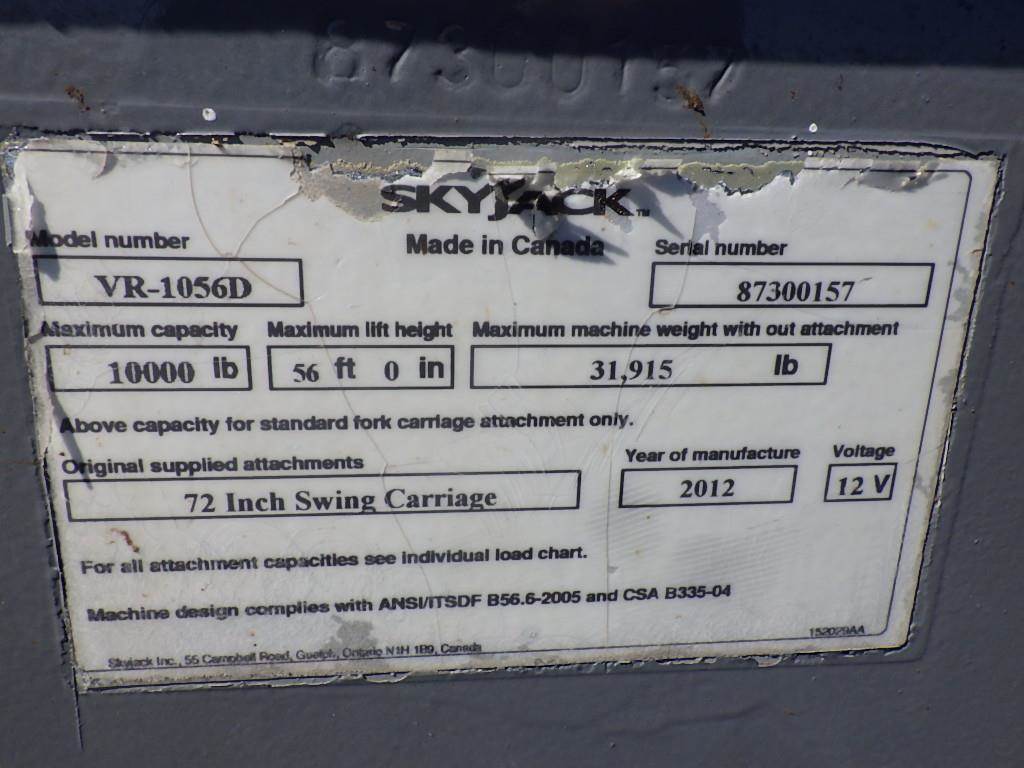 87300157
SKYJACK™
Model number
Made in Canada
Serial number
VR-1056D
87300157
Maximum capacity Maximum lift height Maximum machine weight with out attachment
10000 lb 56 ft 0 in 31,915 lb
Above capacity for standard fork carriage attachment only.
Original supplied attachments Year of manufacture Voltage
72 Inch Swing Carriage 2012 12 V
For all attachment capacities see individual load chart.
Machine design complies with ANSI/ITSDF B56.6-2005 and CSA B335-04
152029AA
Skyjack Inc., 55 Campbell Road, Guelph, Ontario N1H 1B9, Canada